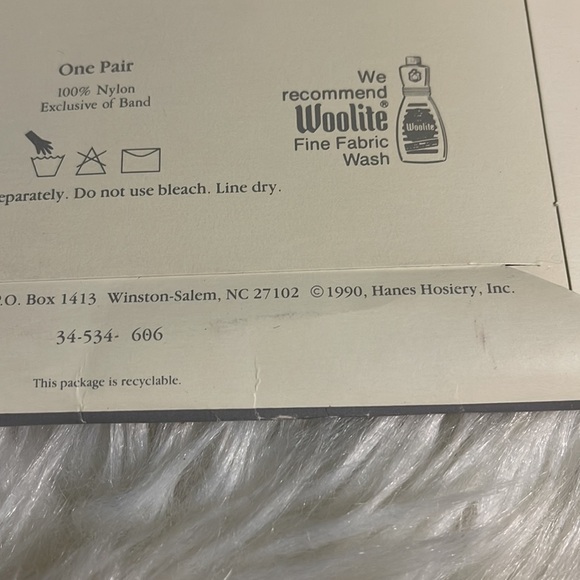 One Pair
100% Nylon
Exclusive of Band
We
recommend
Woolite®
Fine Fabric
Wash
Woolite
Do not use bleach. Line dry.
Box 1413 Winston-Salem, NC 27102 ©1990, Hanes Hosiery, Inc.
34-534- 606
This package is recyclable.